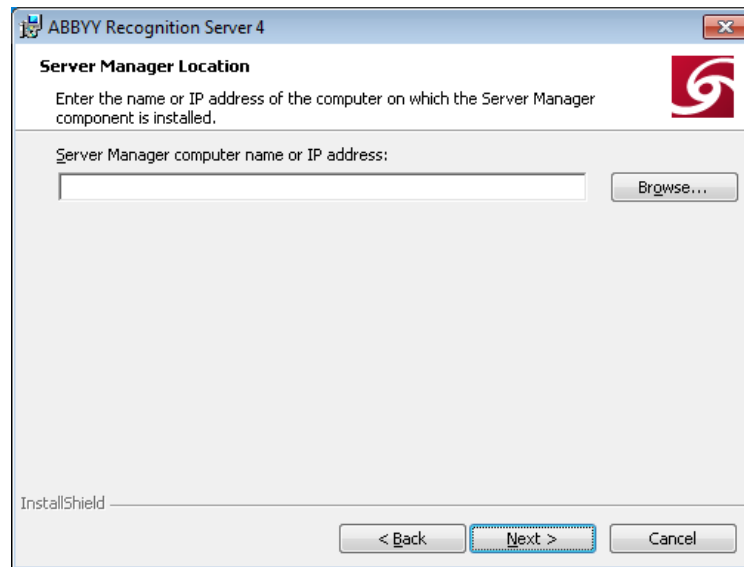 ABBYY Recognition Server 4
Server Manager Location
Enter the name or IP address of the computer on which the Server Manager
component is installed.
Server Manager computer name or IP address:
Browse...
InstallShield
< Back
Next >
Cancel